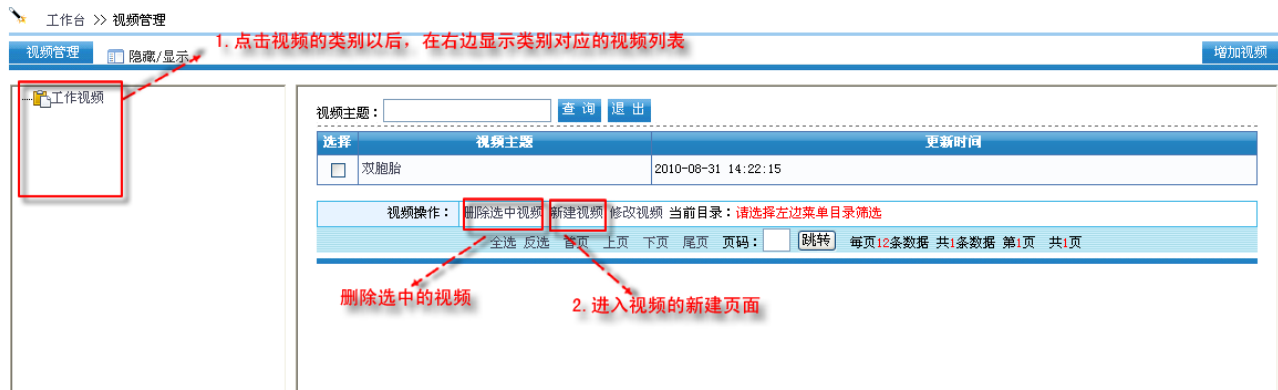 工作台 >> 视频管理
视频管理 隐藏/显示 增加视频
1. 点击视频的类别以后，在右边显示类别对应的视频列表
工作视频
视频主题： 查 询 退 出
选择 视频主题 更新时间
双胞胎 2010-08-31 14:22:15
视频操作： 删除选中视频 新建视频 修改视频 当前目录：请选择左边菜单目录筛选
全选 反选 首页 上页 下页 尾页 页码： 跳转 每页12条数据 共1条数据 第1页 共1页
删除选中的视频
2. 进入视频的新建页面